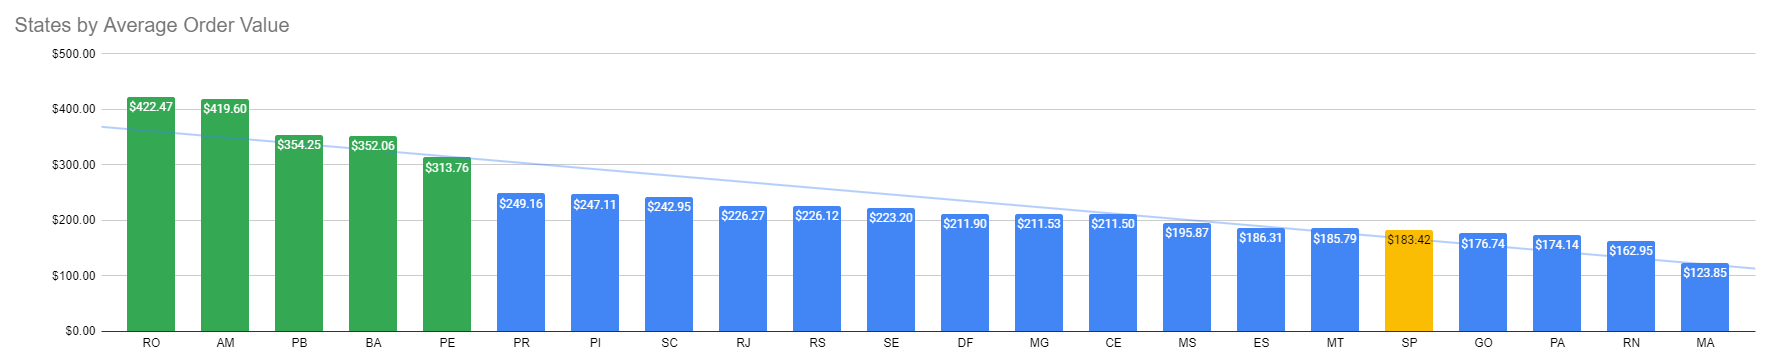 States by Average Order Value
$500.00
$400.00
$300.00
$200.00
$100.00
$0.00
$422.47 $419.60 $354.25 $352.06 $313.76 $249.16 $247.11 $242.95 $226.27 $226.12 $223.20 $211.90 $211.53 $211.50 $195.87 $186.31 $185.79 $183.42 $176.74 $174.14 $162.95 $123.85
RO AM PB BA PE PR PI SC RJ RS SE DF MG CE MS ES MT SP GO PA RN MA